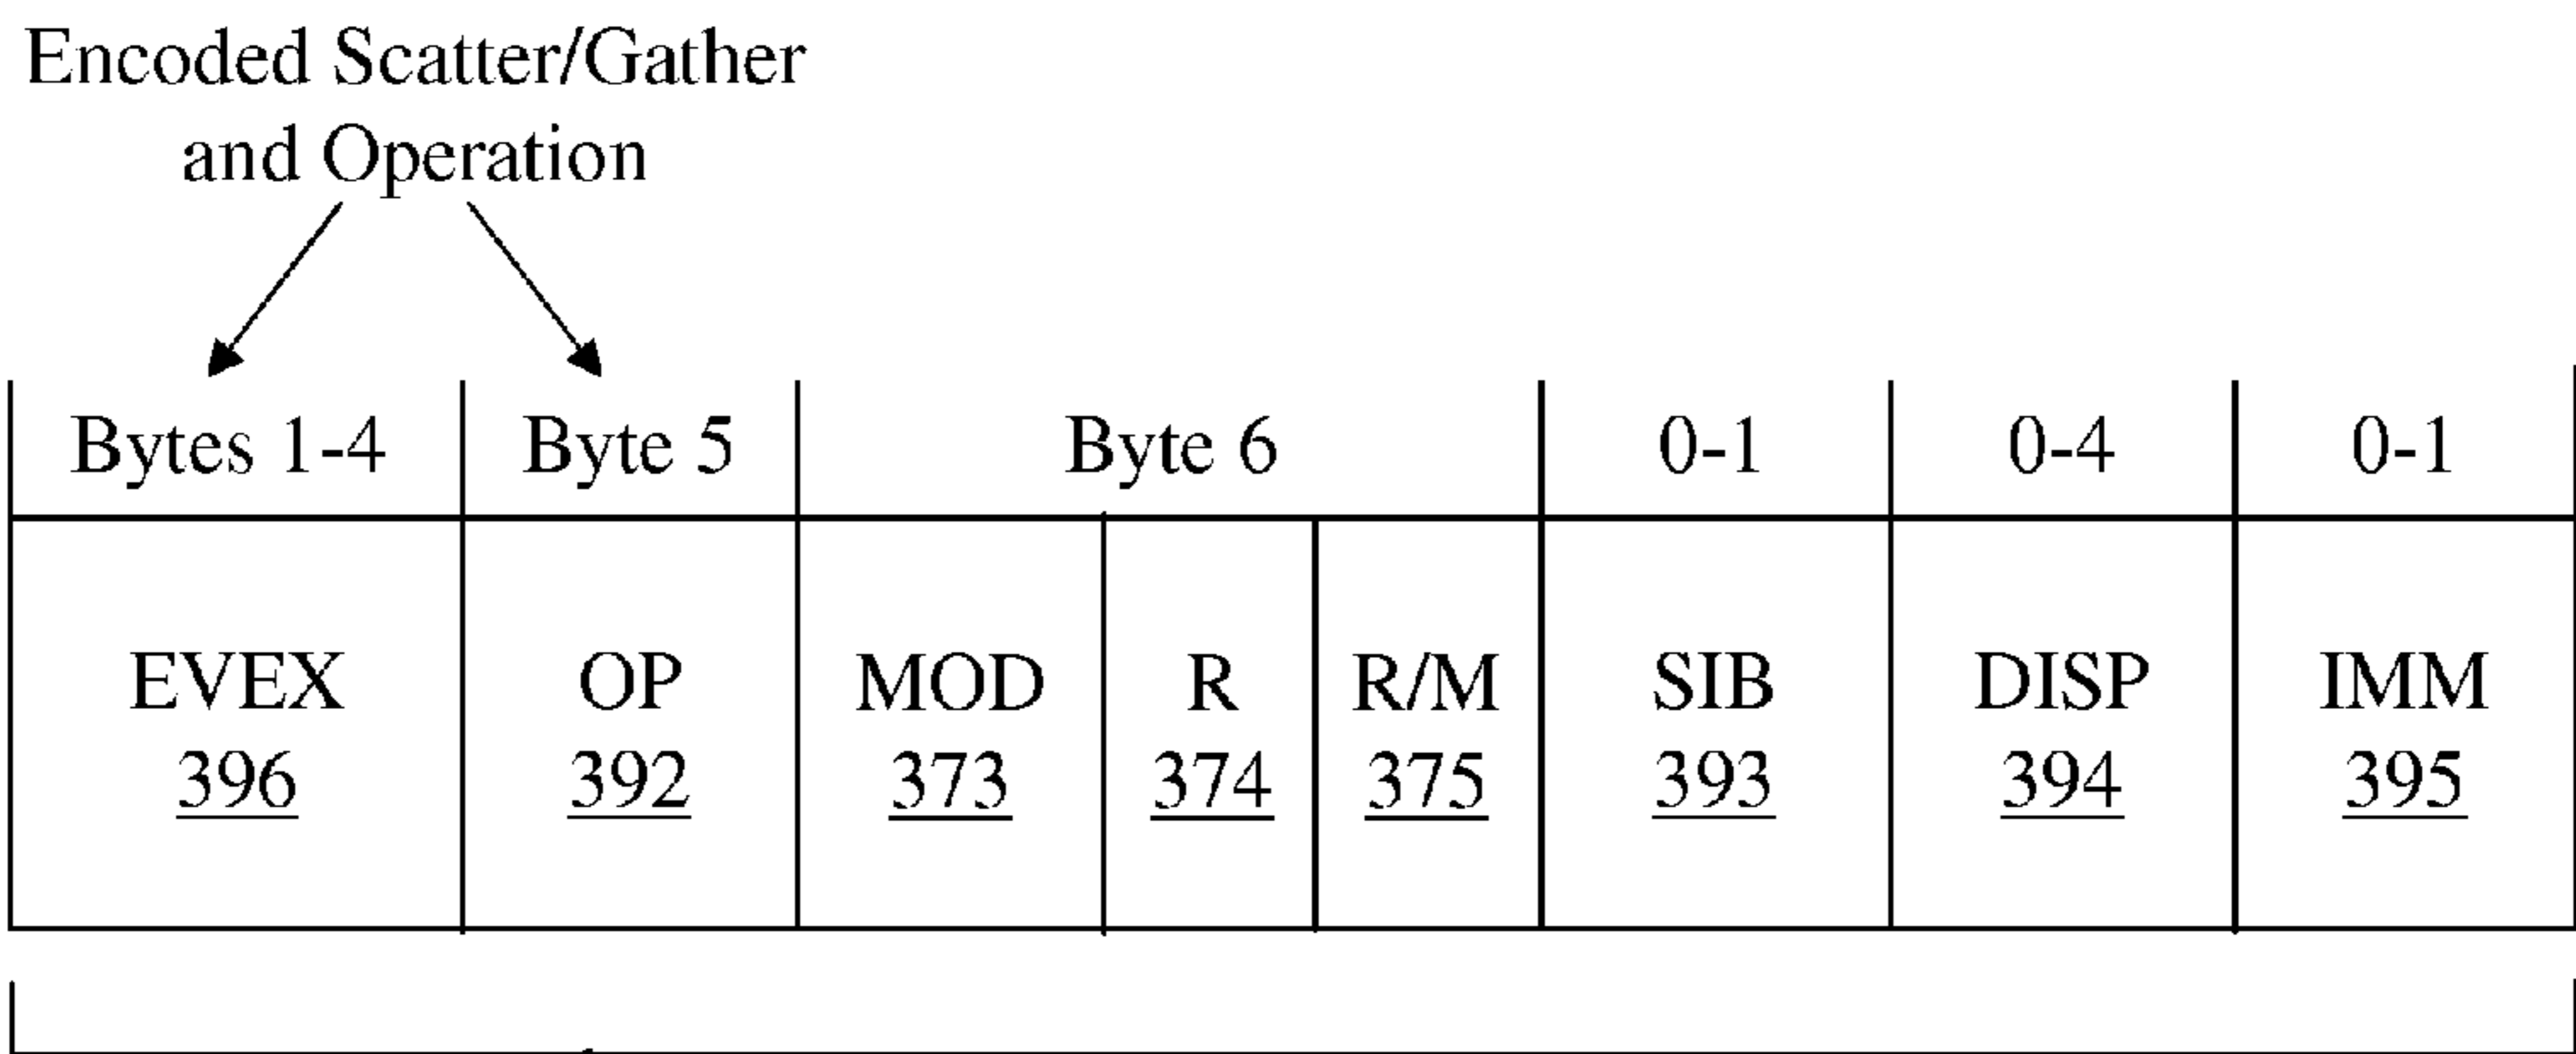 Encoded Scatter/Gather
and Operation
Bytes 1-4 Byte 5 Byte 6 0-1 0-4 0-1
EVEX OP MOD R R/M SIB DISP IMM
396 392 373 374 375 393 394 395